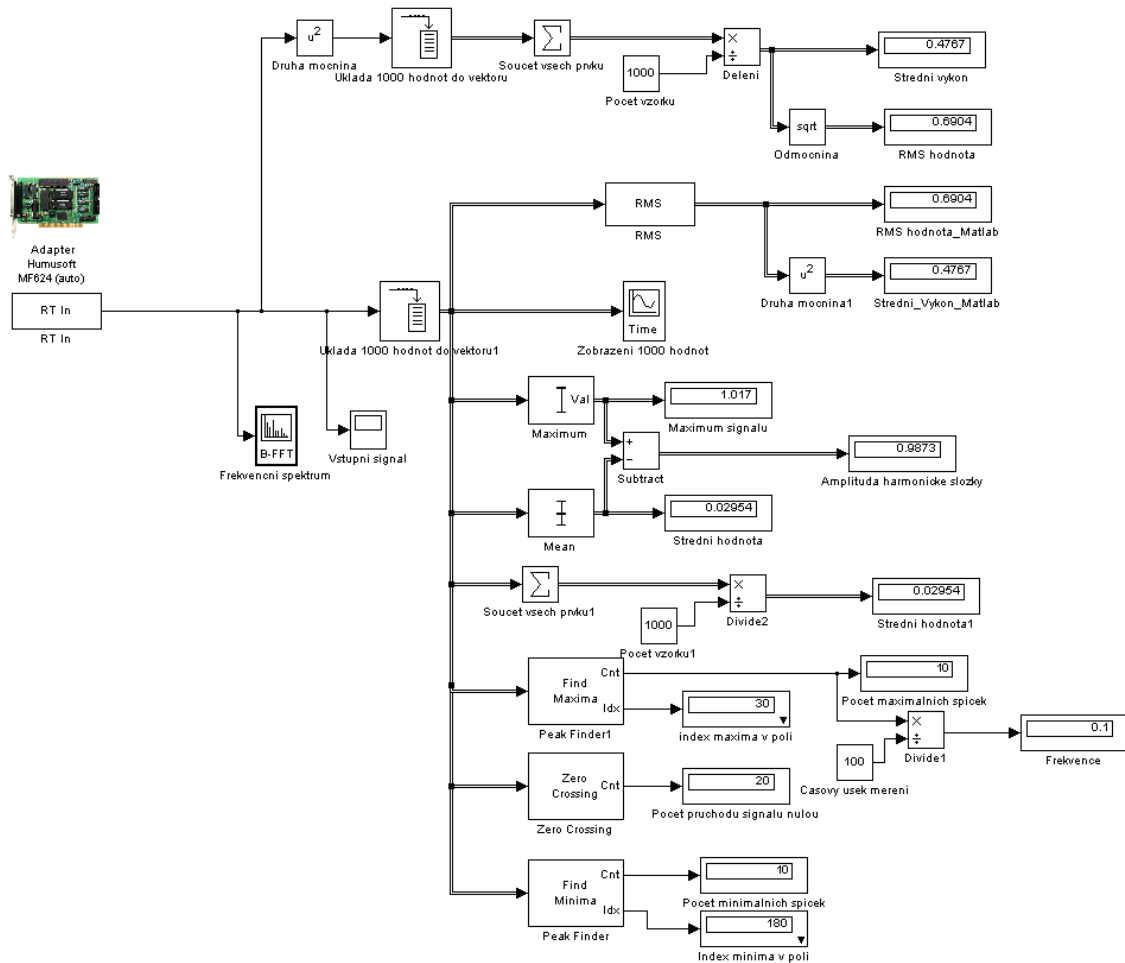 u²
Druha mocnina
Uklada 1000 hodnot do vektoru
Soucet vsech prvku
1000
Pocet vzorku
×
÷
Deleni
0.4767
Stredni vykon
sqrt
Odmocnina
0.6904
RMS hodnota
Adapter
Humusoft
MF624 (auto)
RT In
RT In
RMS
RMS
0.6904
RMS hodnota_Matlab
u²
Druha mocnina1
0.4767
Stredni_Vykon_Matlab
Uklada 1000 hodnot do vektoru1
Time
Zobrazeni 1000 hodnot
B-FFT
Frekvencni spektrum
Vstupni signal
Val
Maximum
1.017
Maximum signalu
+
−
Subtract
0.9873
Amplituda harmonicke slozky
Mean
0.02954
Stredni hodnota
Soucet vsech prvku1
1000
Pocet vzorku1
×
÷
Divide2
0.02954
Stredni hodnota1
Find
Maxima
Cnt
Idx
Peak Finder1
10
Pocet maximalnich spicek
30
index maxima v poli
100
Casovy usek mereni
×
÷
Divide1
0.1
Frekvence
Zero
Crossing
Cnt
Zero Crossing
20
Pocet pruchodu signalu nulou
Find
Minima
Cnt
Idx
Peak Finder
10
Pocet minimalnich spicek
180
Index minima v poli